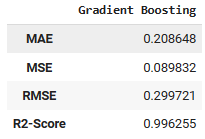 Gradient Boosting
MAE 0.208648
MSE 0.089832
RMSE 0.299721
R2-Score 0.996255